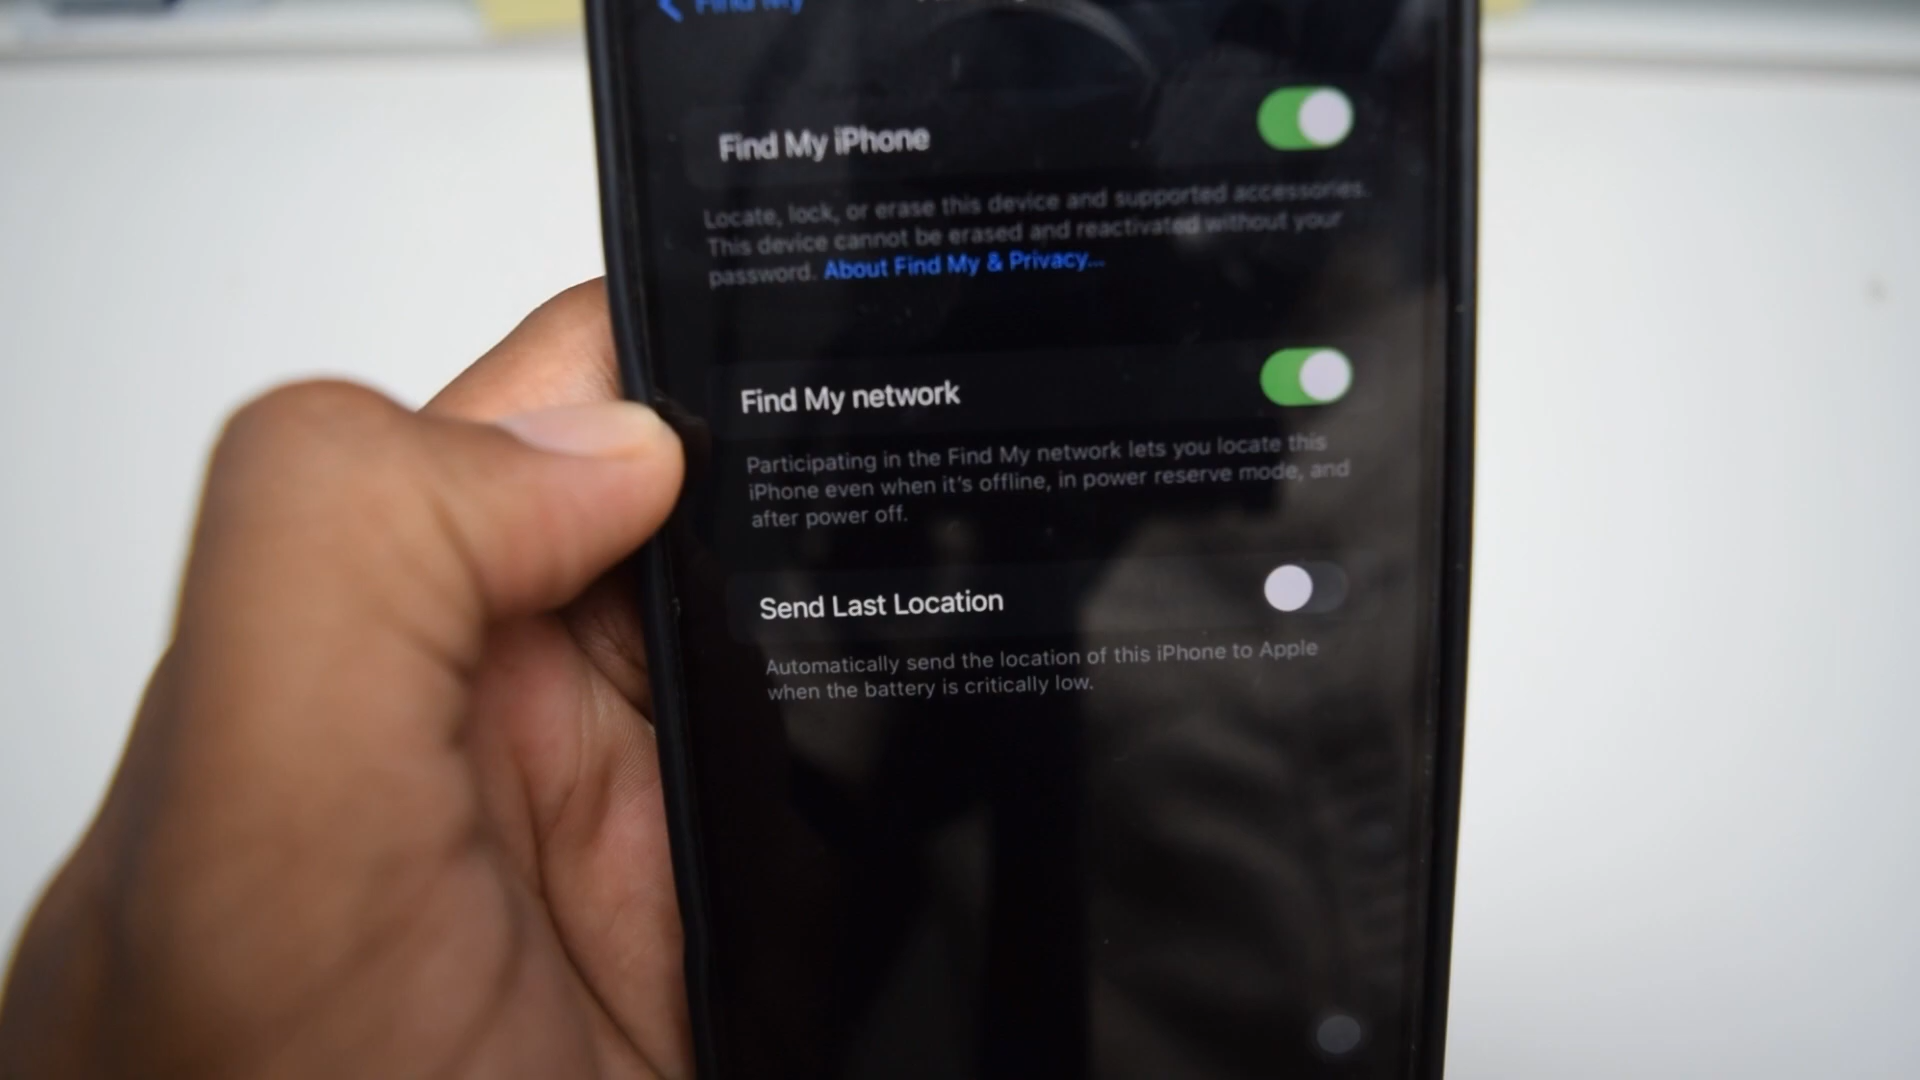 Find My
Find My iPhone
Locate, lock, or erase this device and supported accessories.
This device cannot be erased and reactivated without your
password. About Find My & Privacy...
Find My network
Participating in the Find My network lets you locate this
iPhone even when it's offline, in power reserve mode, and
after power off.
Send Last Location
Automatically send the location of this iPhone to Apple
when the battery is critically low.